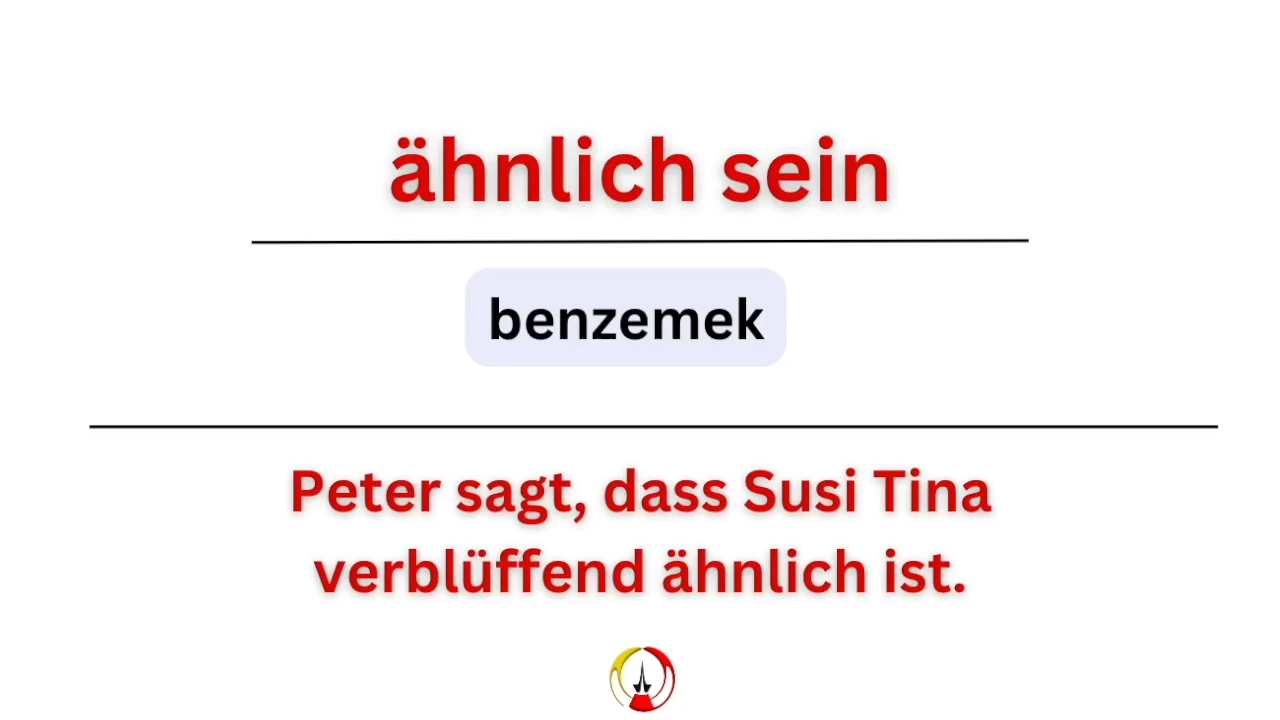 ähnlich sein
benzemek
Peter sagt, dass Susi Tina
verblüffend ähnlich ist.